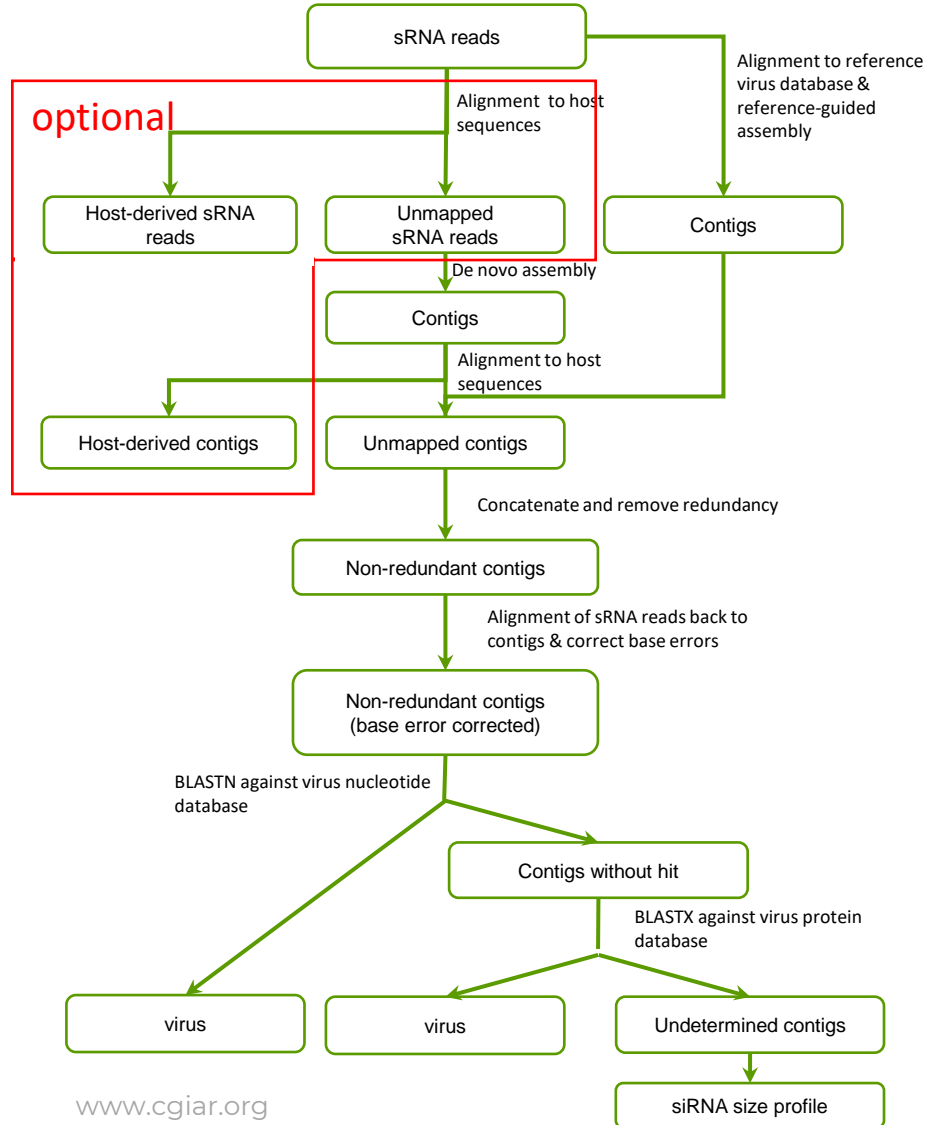 sRNA reads
Alignment to reference
virus database &
reference-guided
assembly
optional
Alignment to host
sequences
Host-derived sRNA
reads
Unmapped
sRNA reads
Contigs
De novo assembly
Contigs
Alignment to host
sequences
Host-derived contigs
Unmapped contigs
Concatenate and remove redundancy
Non-redundant contigs
Alignment of sRNA reads back to
contigs & correct base errors
Non-redundant contigs
(base error corrected)
BLASTN against virus nucleotide
database
Contigs without hit
BLASTX against virus protein
database
virus
virus
Undetermined contigs
siRNA size profile
www.cgiar.org